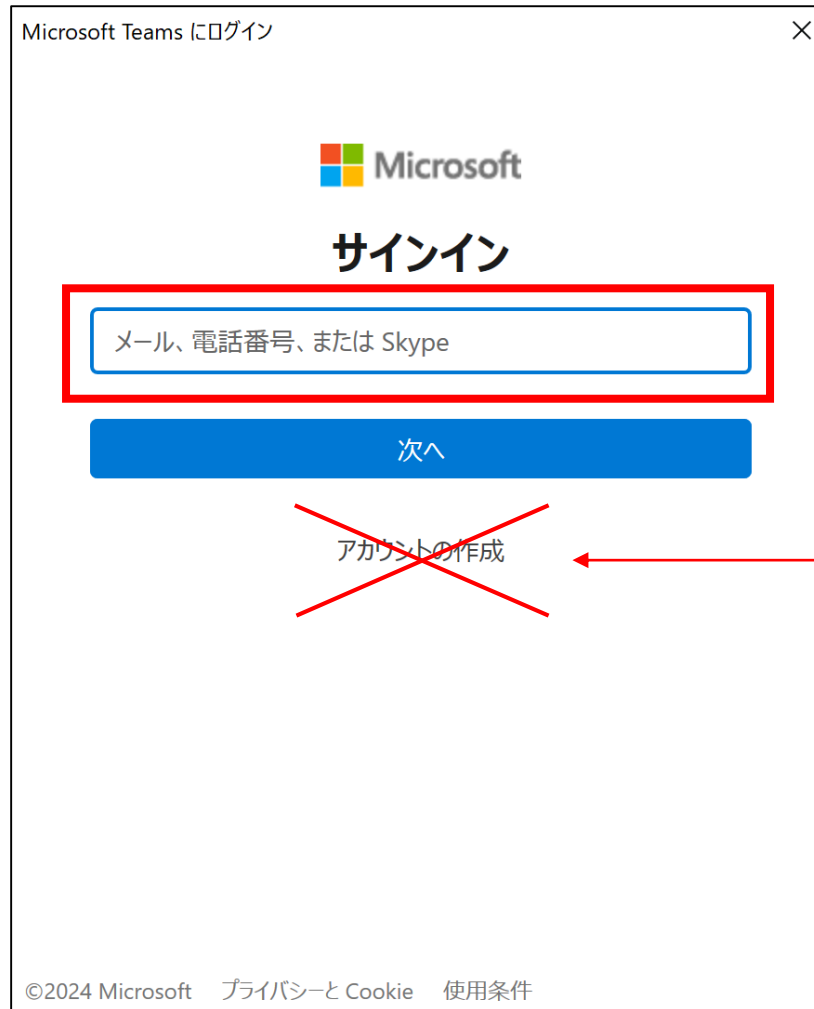 Microsoft Teams にログイン
Microsoft
サインイン
メール、電話番号、または Skype
次へ
アカウントの作成
©2024 Microsoft プライバシーと Cookie 使用条件